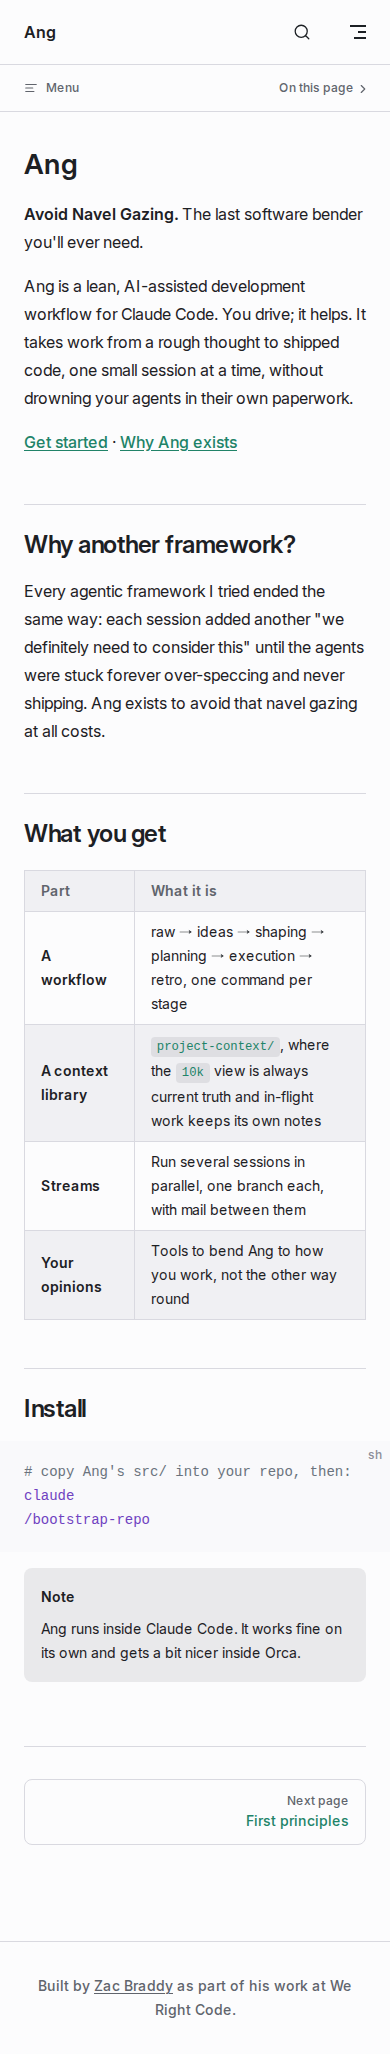 Ang
Menu
On this page
Ang
Avoid Navel Gazing. The last software bender
you'll ever need.
Ang is a lean, AI-assisted development
workflow for Claude Code. You drive; it helps. It
takes work from a rough thought to shipped
code, one small session at a time, without
drowning your agents in their own paperwork.
Get started · Why Ang exists
Why another framework?
Every agentic framework I tried ended the
same way: each session added another "we
definitely need to consider this" until the agents
were stuck forever over-speccing and never
shipping. Ang exists to avoid that navel gazing
at all costs.
What you get
Part
What it is
A
workflow
raw → ideas → shaping →
planning → execution →
retro, one command per
stage
A context
library
project-context/, where
the 10k view is always
current truth and in-flight
work keeps its own notes
Streams
Run several sessions in
parallel, one branch each,
with mail between them
Your
opinions
Tools to bend Ang to how
you work, not the other way
round
Install
sh
# copy Ang's src/ into your repo, then:
claude
/bootstrap-repo
Note
Ang runs inside Claude Code. It works fine on
its own and gets a bit nicer inside Orca.
Next page
First principles
Built by Zac Braddy as part of his work at We
Right Code.